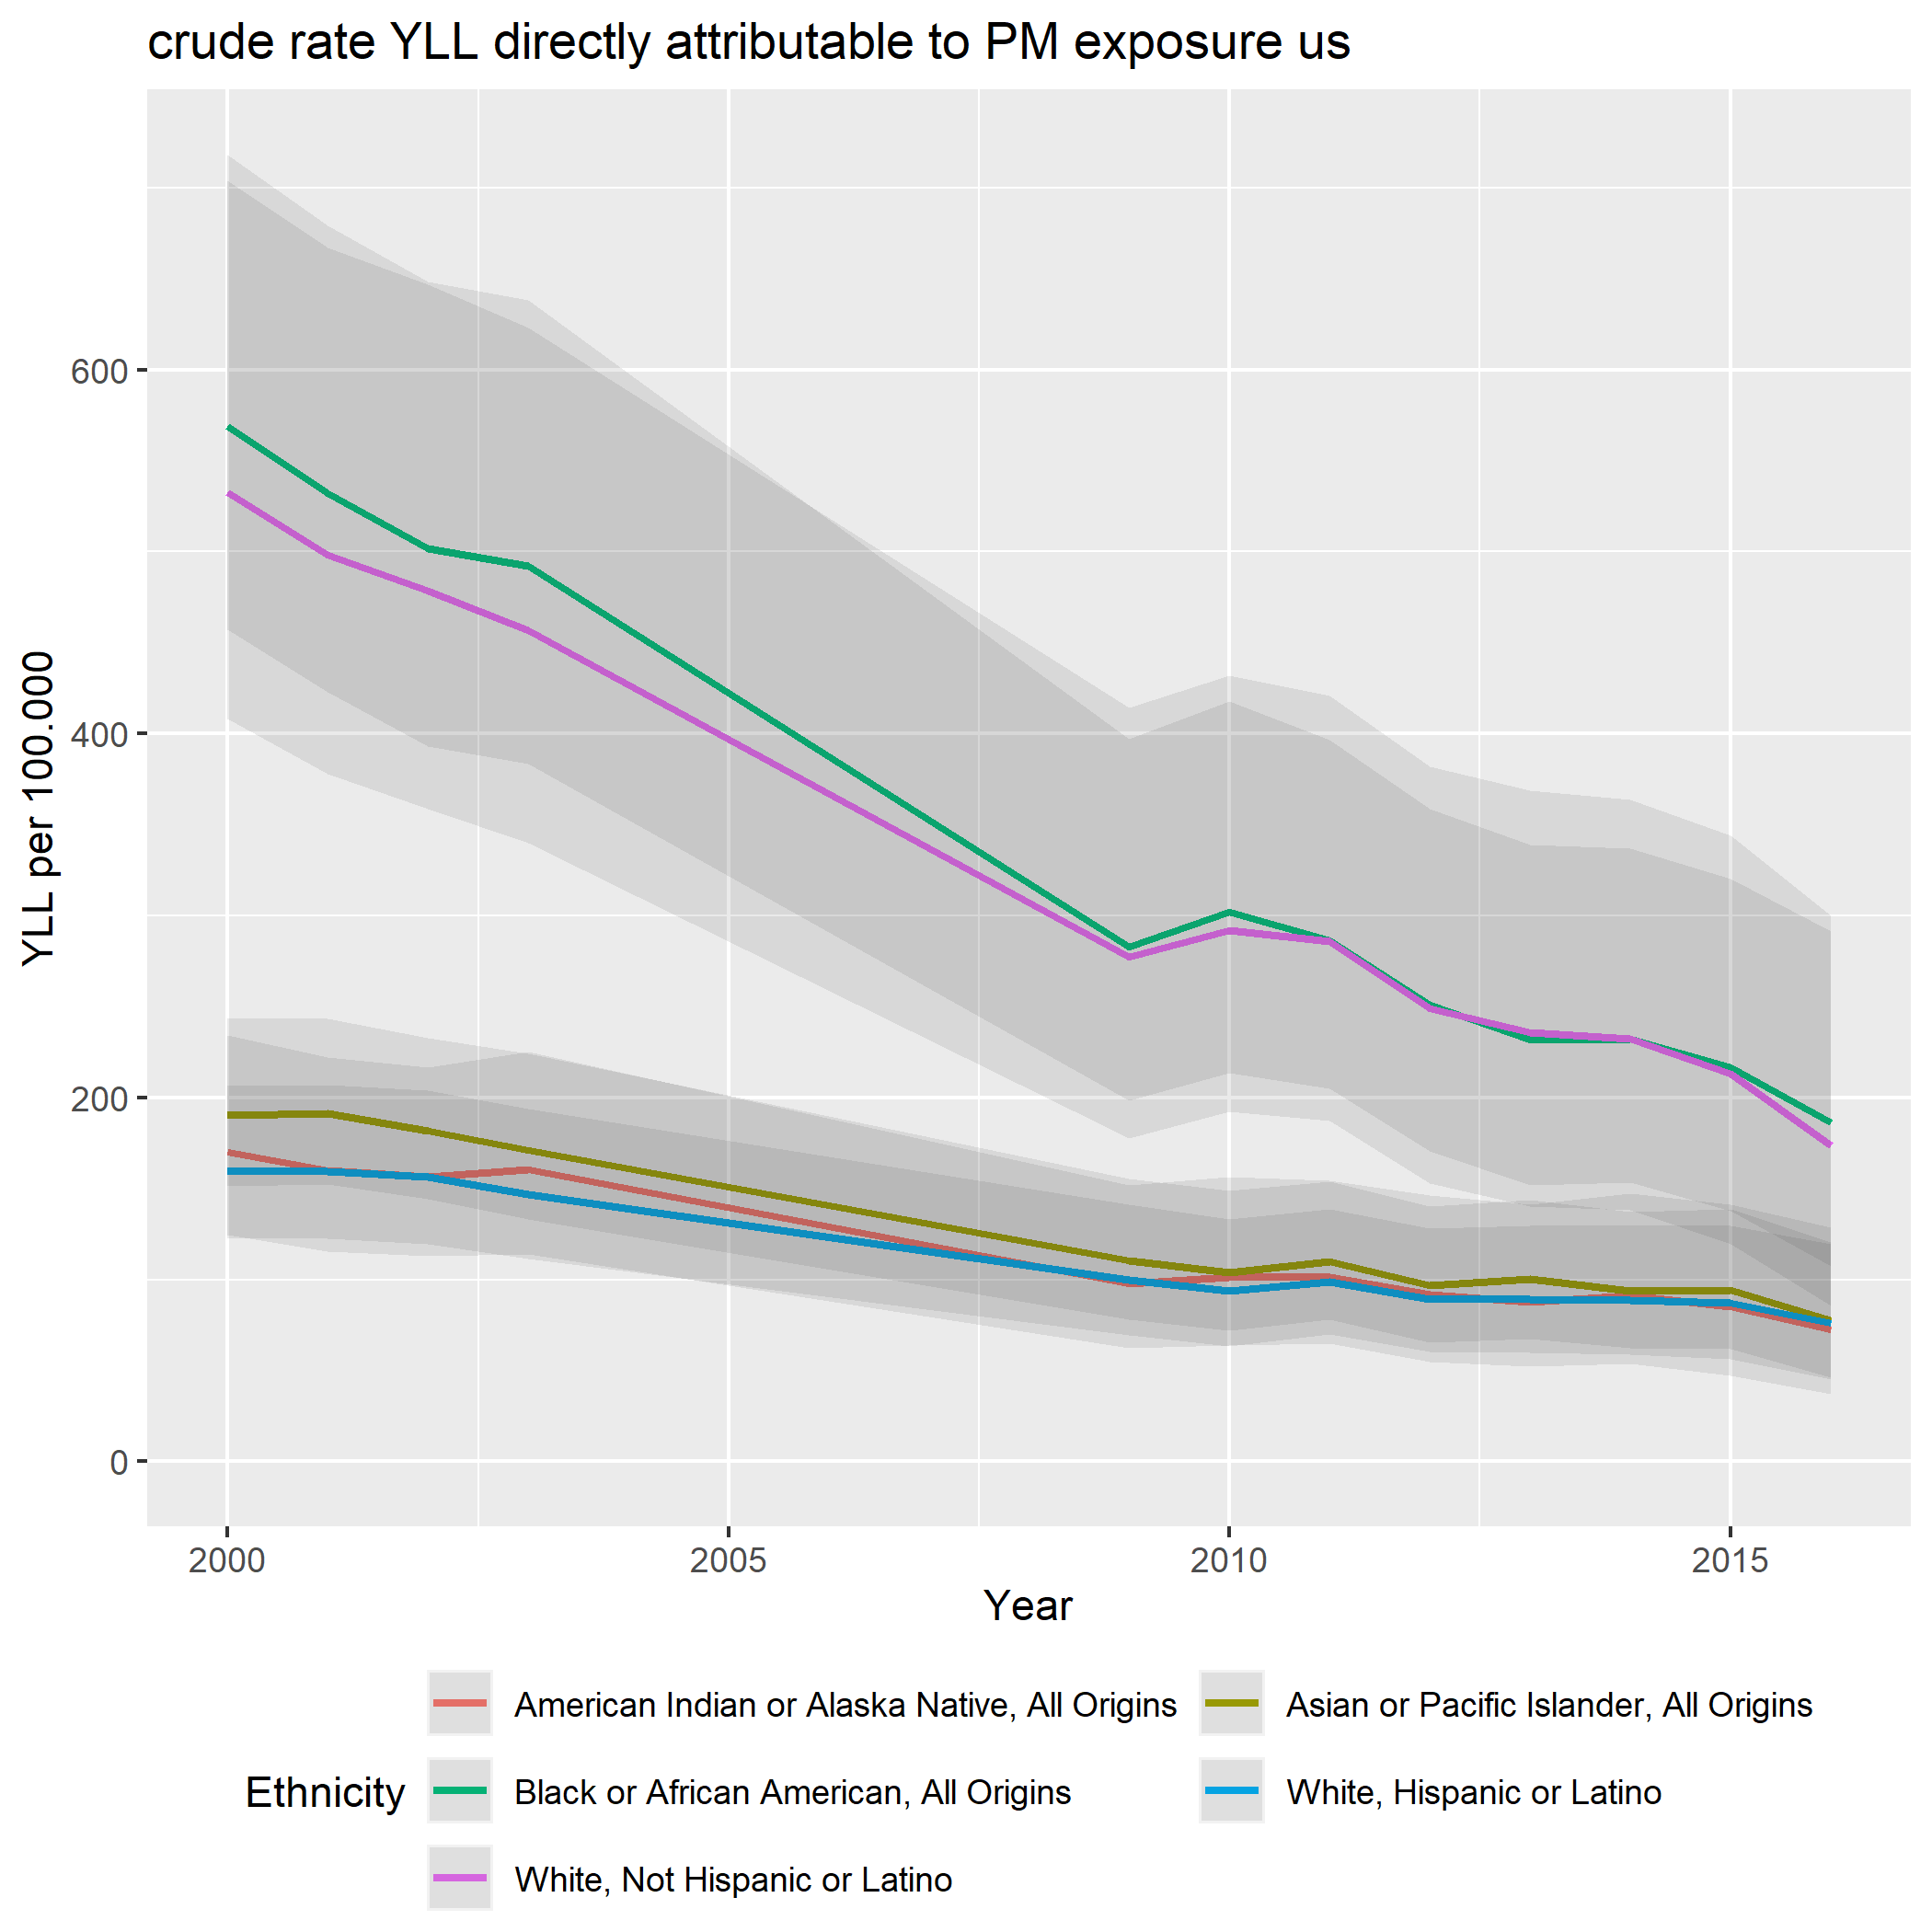 crude rate YLL directly attributable to PM exposure us
YLL per 100.000
600
400
200
0
2000 2005 2010 2015
Year
Ethnicity
American Indian or Alaska Native, All Origins
Asian or Pacific Islander, All Origins
Black or African American, All Origins
White, Hispanic or Latino
White, Not Hispanic or Latino